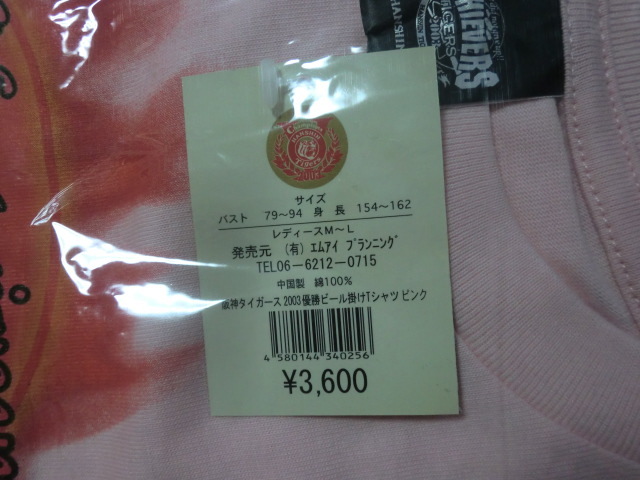 HIEVERS
サイズ
バスト 79～94 身 長 154～162
レディースM～L
発売元 （有）エムアイ プランニング
TEL06－6212－0715
中国製 綿100%
阪神タイガース2003優勝ビール掛けTシャツ ピンク
4 580144 340256
¥3,600